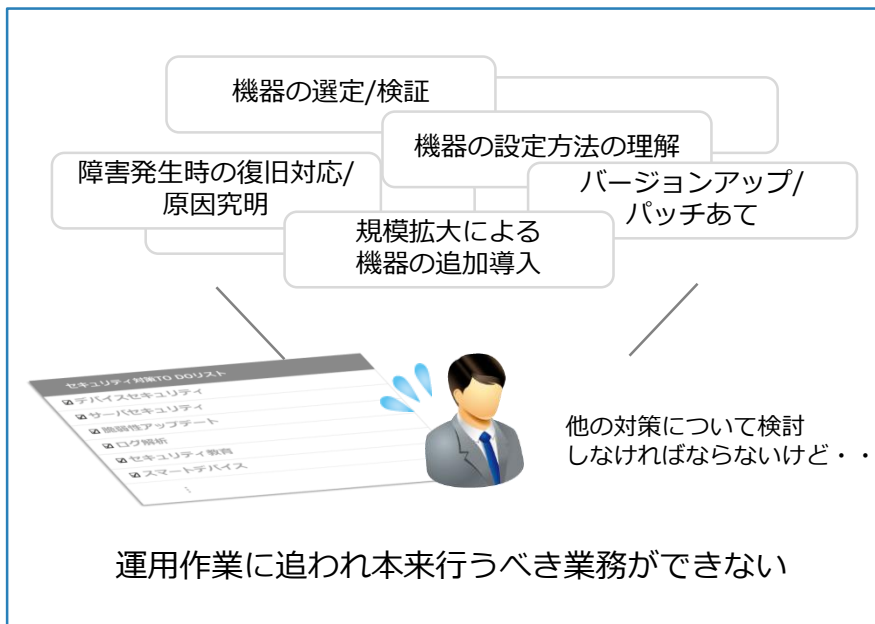 機器の選定/検証
機器の設定方法の理解
障害発生時の復旧対応/
原因究明
バージョンアップ/
パッチあて
規模拡大による
機器の追加導入
セキュリティ対策TO DOリスト
デバイスセキュリティ
サーバセキュリティ
脆弱性アップデート
ログ解析
セキュリティ教育
スマートデバイス
⋮
他の対策について検討
しなければならないけど・・
運用作業に追われ本来行うべき業務ができない